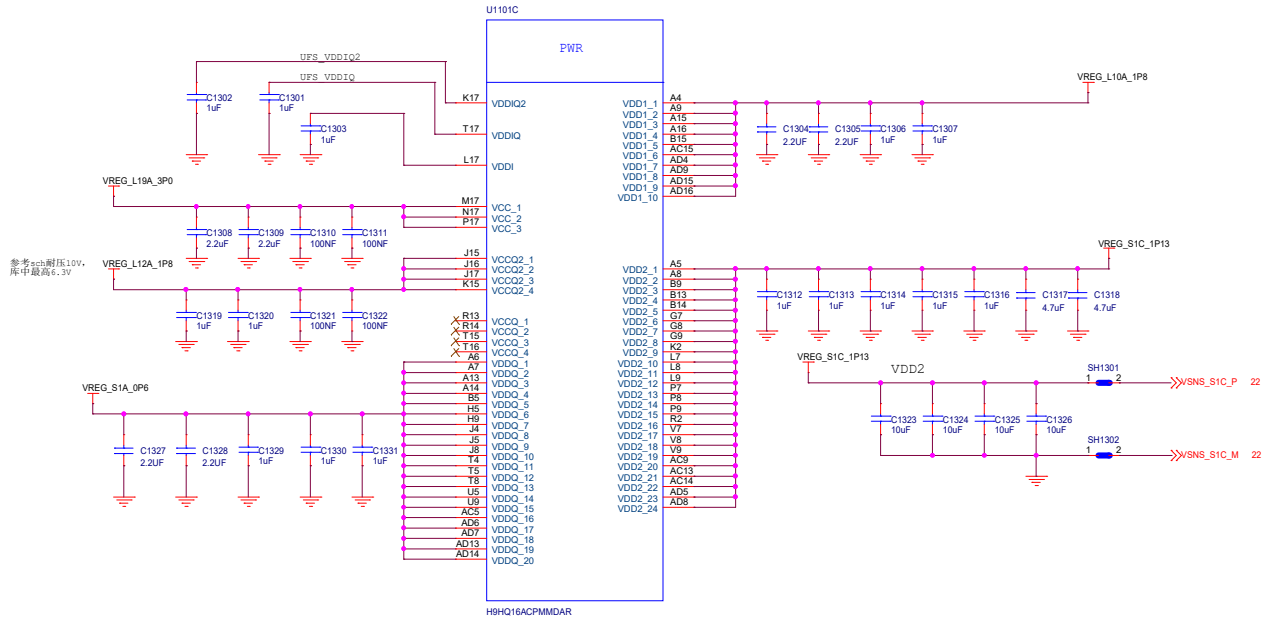 U1101C
PWR
UFS_VDDIQ2
UFS_VDDIQ
C1302
1uF
C1301
1uF
C1303
1uF
K17
VDDIQ2
T17
VDDIQ
L17
VDDI
VREG_L19A_3P0
M17
VCC_1
N17
VCC_2
P17
VCC_3
C1308
2.2uF
C1309
2.2uF
C1310
100NF
C1311
100NF
参考sch耐压10V,
库中最高6.3V
VREG_L12A_1P8
J15
VCCQ2_1
J16
VCCQ2_2
J17
VCCQ2_3
K15
VCCQ2_4
C1319
1uF
C1320
1uF
C1321
100NF
C1322
100NF
R13
VCCQ_1
R14
VCCQ_2
T15
VCCQ_3
T16
VCCQ_4
VREG_S1A_0P6
A6
VDDQ_1
A7
VDDQ_2
A13
VDDQ_3
A14
VDDQ_4
B5
VDDQ_5
H5
VDDQ_6
H9
VDDQ_7
J4
VDDQ_8
J5
VDDQ_9
J8
VDDQ_10
T4
VDDQ_11
T5
VDDQ_12
T8
VDDQ_13
U5
VDDQ_14
U9
VDDQ_15
AC5
VDDQ_16
AD6
VDDQ_17
AD7
VDDQ_18
AD13
VDDQ_19
AD14
VDDQ_20
C1327
2.2UF
C1328
2.2UF
C1329
1uF
C1330
1uF
C1331
1uF
VREG_L10A_1P8
VDD1_1
A4
VDD1_2
A9
VDD1_3
A15
VDD1_4
A16
VDD1_5
B15
VDD1_6
AC15
VDD1_7
AD4
VDD1_8
AD9
VDD1_9
AD15
VDD1_10
AD16
C1304
2.2UF
C1305
2.2UF
C1306
1uF
C1307
1uF
VREG_S1C_1P13
VDD2_1
A5
VDD2_2
A8
VDD2_3
B9
VDD2_4
B13
VDD2_5
B14
VDD2_6
G7
VDD2_7
G8
VDD2_8
G9
VDD2_9
K2
VDD2_10
L7
VDD2_11
L8
VDD2_12
L9
VDD2_13
P7
VDD2_14
P8
VDD2_15
P9
VDD2_16
R2
VDD2_17
V7
VDD2_18
V8
VDD2_19
V9
VDD2_20
AC9
VDD2_21
AC13
VDD2_22
AC14
VDD2_23
AD5
VDD2_24
AD8
C1312
1uF
C1313
1uF
C1314
1uF
C1315
1uF
C1316
1uF
C1317
4.7uF
C1318
4.7uF
VREG_S1C_1P13
VDD2
SH1301
1 2
VSNS_S1C_P 22
C1323
10uF
C1324
10uF
C1325
10uF
C1326
10uF
SH1302
1 2
VSNS_S1C_M 22
H9HQ16ACPMMDAR